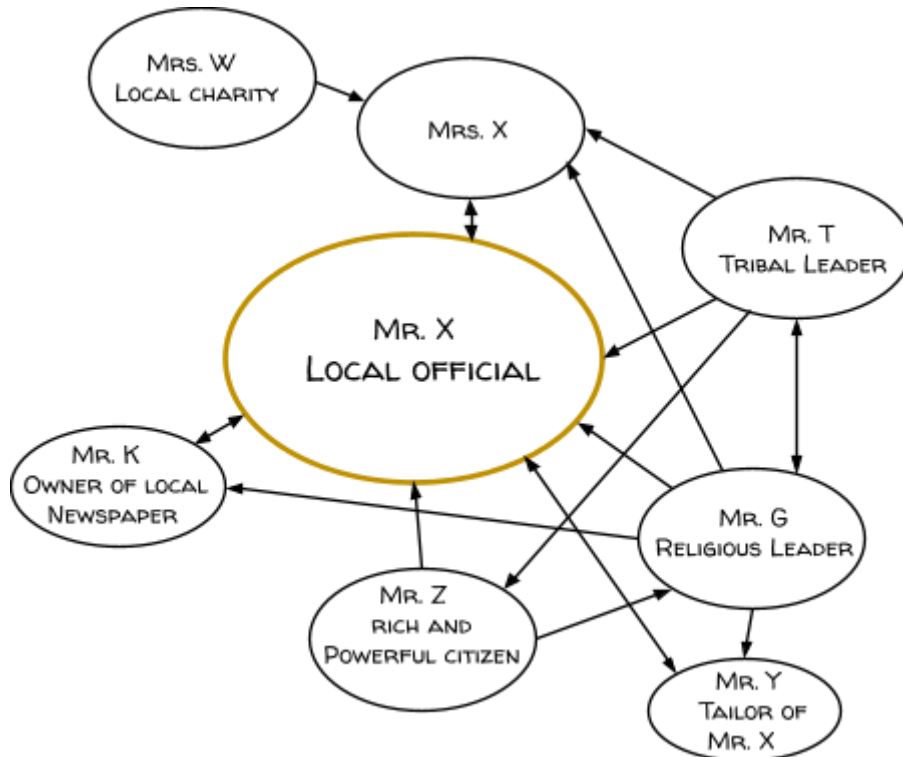 Mrs. W
Local charity
Mrs. X
Mr. T
Tribal Leader
Mr. X
Local official
Mr. K
Owner of local
Newspaper
Mr. G
Religious Leader
Mr. Z
rich and
Powerful citizen
Mr. Y
Tailor of
Mr. X